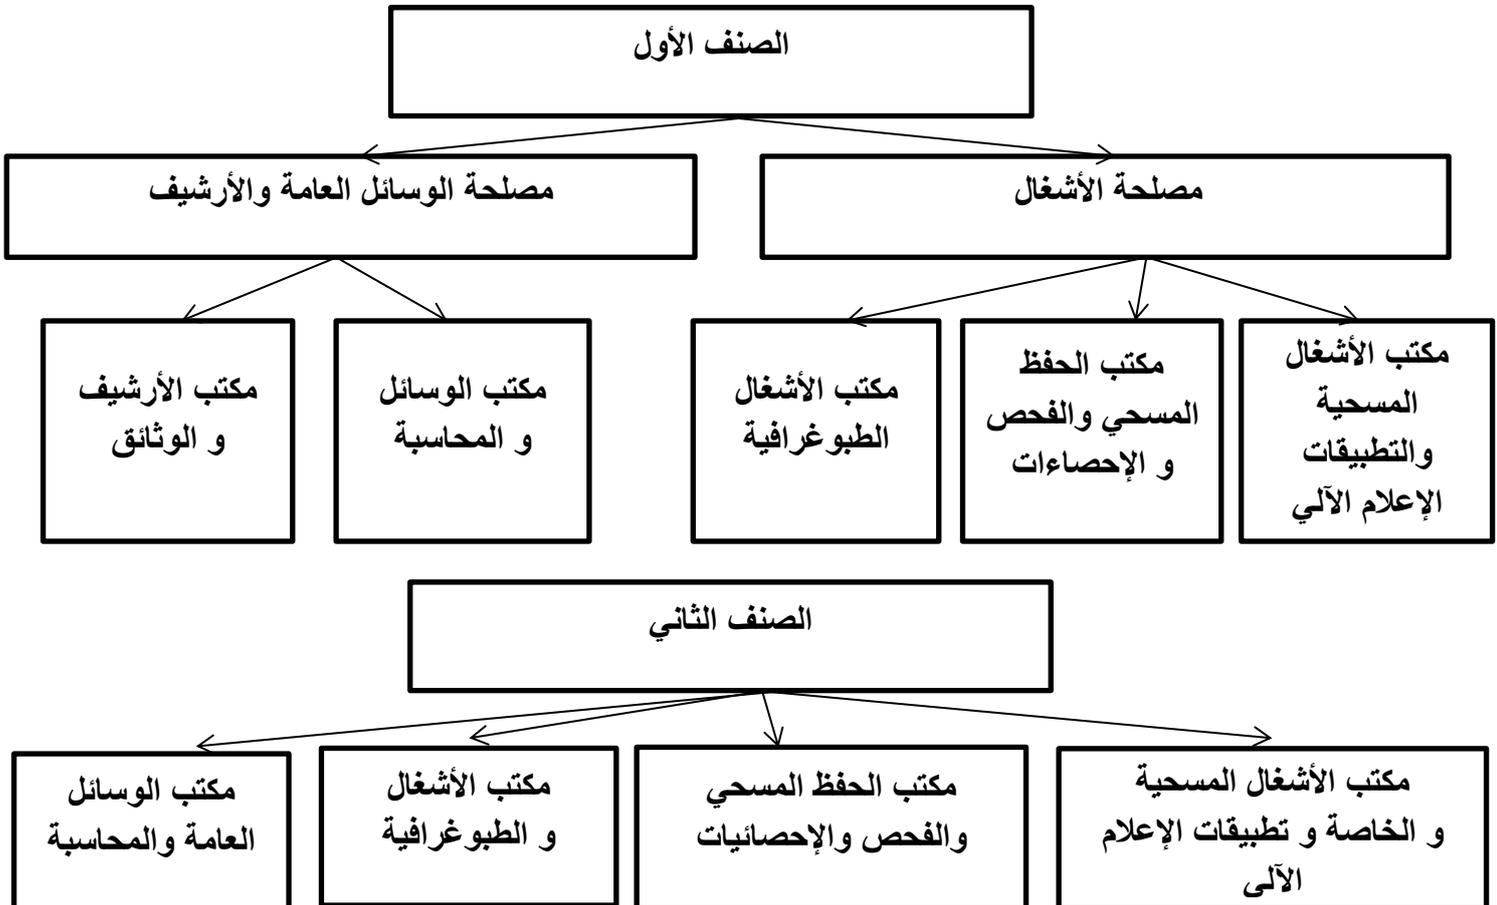 الصنف الأول
مصلحة الأشغال
مصلحة الوسائل العامة والأرشيف
مكتب الأشغال
المسحية
والتطبيقات
الإعلام الآلي
مكتب الحفظ
المسحي والفحص
و الإحصاءات
مكتب الأشغال
الطبوغرافية
مكتب الوسائل
و المحاسبة
مكتب الأرشيف
و الوثائق
الصنف الثاني
مكتب الأشغال المسحية
و الخاصة و تطبيقات الإعلام
الآلي
مكتب الحفظ المسحي
والفحص والإحصائيات
مكتب الأشغال
و الطبوغرافية
مكتب الوسائل
العامة والمحاسبة